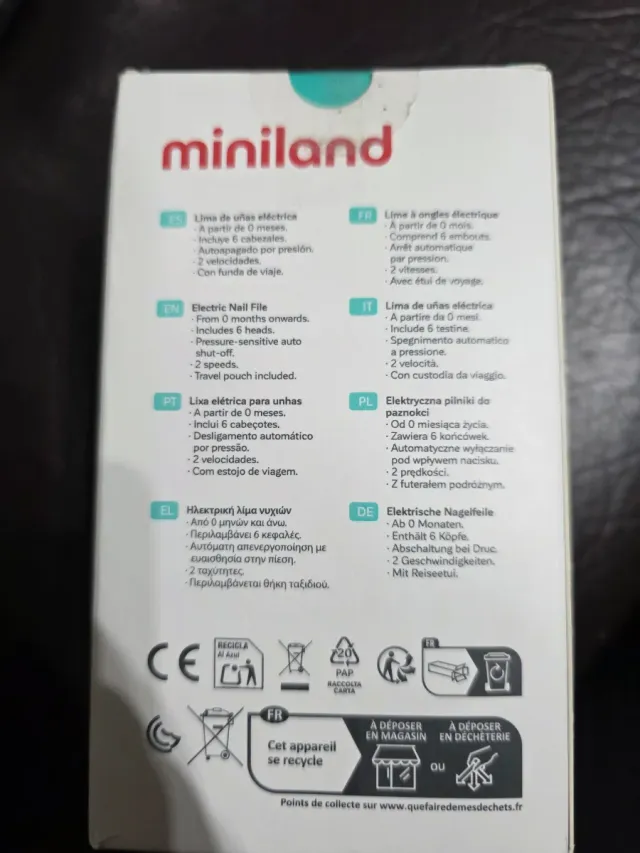 miniland
ES Lima de uñas eléctrica
· A partir de 0 meses.
· Incluye 6 cabezales.
· Autoapagado por presión.
· 2 velocidades.
· Con funda de viaje.
FR Lime à ongles électrique
· À partir de 0 mois.
· Comprend 6 embouts.
· Arrêt automatique
par pression.
· 2 vitesses.
· Avec étui de voyage.
EN Electric Nail File
· From 0 months onwards.
· Includes 6 heads.
· Pressure-sensitive auto
shut-off.
· 2 speeds.
· Travel pouch included.
IT Lima de uñas eléctrica
· A partire da 0 mesi.
· Include 6 testine.
· Spegnimento automatico
a pressione.
· 2 velocità.
· Con custodia da viaggio.
PT Lixa elétrica para unhas
· A partir de 0 meses.
· Inclui 6 cabeçotes.
· Desligamento automático
por pressão.
· 2 velocidades.
· Com estojo de viagem.
PL Elektryczna pilniki do
paznokci
· Od 0 miesiąca życia.
· Zawiera 6 końcówek.
· Automatyczne wyłączanie
pod wpływem nacisku.
· 2 prędkości.
· Z futerałem podróżnym.
EL Ηλεκτρική λίμα νυχιών
· Από 0 μηνών και άνω.
· Περιλαμβάνει 6 κεφαλές.
· Αυτόματη απενεργοποίηση με
ευαισθησία στην πίεση.
· 2 ταχύτητες.
· Περιλαμβάνεται θήκη ταξιδιού.
DE Elektrische Nagelfeile
· Ab 0 Monaten.
· Enthält 6 Köpfe.
· Abschaltung bei Druc.
· 2 Geschwindigkeiten.
· Mit Reiseetui.
CE
RECICLA
Al Azul
20
PAP
RACCOLTA
CARTA
FR
FR
Cet appareil
se recycle
À DÉPOSER
EN MAGASIN
ou
À DÉPOSER
EN DÉCHÈTERIE
Points de collecte sur www.quefairedemesdechets.fr